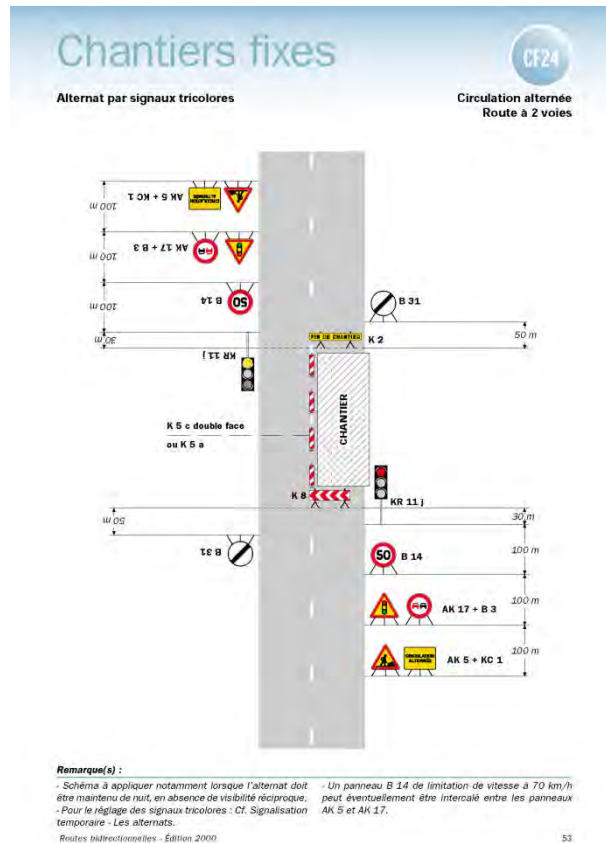 Chantiers fixes
CF24
Alternat par signaux tricolores
Circulation alternée
Route à 2 voies
AK 5 + KC 1
CIRCULATION
ALTERNÉE
100 m
AK 17 + B 3
100 m
B 14
50
100 m
30 m
KR 11 j
B 31
50 m
FIN DE CHANTIER
K 2
CHANTIER
K 5 c double face
ou K 5 a
K 8
KR 11 j
50 m
30 m
B 31
50
B 14
100 m
AK 17 + B 3
100 m
CIRCULATION
ALTERNÉE
AK 5 + KC 1
100 m
Remarque(s) :
- Schéma à appliquer notamment lorsque l'alternat doit
être maintenu de nuit, en absence de visibilité réciproque.
- Pour le réglage des signaux tricolores : Cf. Signalisation
temporaire - Les alternats.
- Un panneau B 14 de limitation de vitesse à 70 km/h
peut éventuellement être intercalé entre les panneaux
AK 5 et AK 17.
Routes bidirectionnelles - Édition 2000
53